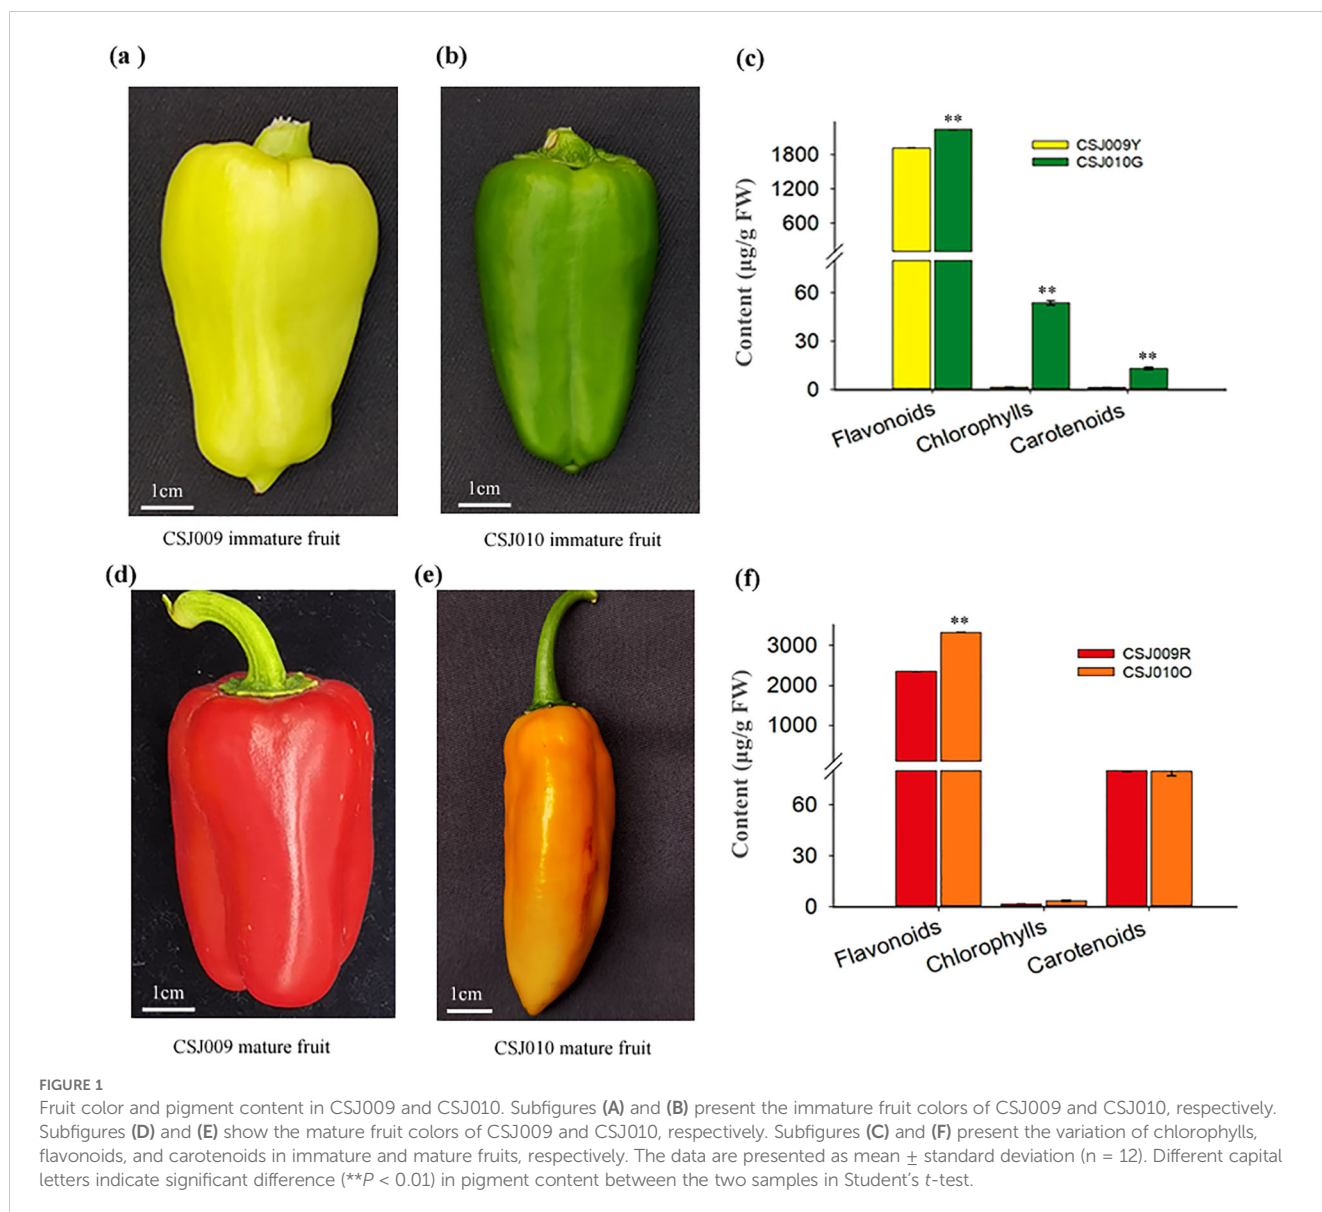 (a )
(b)
(c)
CSJ009Y
CSJ010G
Content (µg/g FW)
1800
1200
600
60
30
0
**
**
**
Flavonoids
Chlorophylls
Carotenoids
1cm
1cm
CSJ009 immature fruit
CSJ010 immature fruit
(d)
(e)
(f)
CSJ009R
CSJ010O
Content (µg/g FW)
3000
2000
1000
60
30
0
**
Flavonoids
Chlorophylls
Carotenoids
1cm
1cm
CSJ009 mature fruit
CSJ010 mature fruit
FIGURE 1
Fruit color and pigment content in CSJ009 and CSJ010. Subfigures (A) and (B) present the immature fruit colors of CSJ009 and CSJ010, respectively.
Subfigures (D) and (E) show the mature fruit colors of CSJ009 and CSJ010, respectively. Subfigures (C) and (F) present the variation of chlorophylls,
flavonoids, and carotenoids in immature and mature fruits, respectively. The data are presented as mean ± standard deviation (n = 12). Different capital
letters indicate significant difference (**P < 0.01) in pigment content between the two samples in Student's t-test.